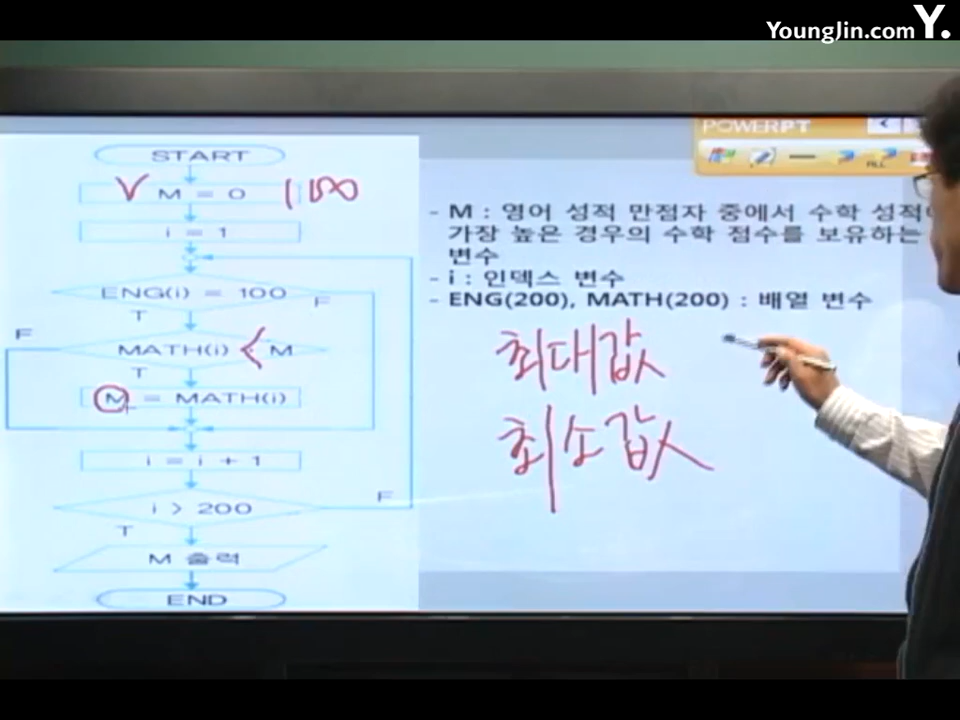 YoungJin.com Y.
POWERPT
ALL
START
M = 0
100
i = 1
ENG(i) = 100
F
T
F
MATH(i) < M
T
M = MATH(i)
i = i + 1
i > 200
F
T
M 출력
END
- M : 영어 성적 만점자 중에서 수학 성적이
가장 높은 경우의 수학 점수를 보유하는
변수
- i : 인덱스 변수
- ENG(200), MATH(200) : 배열 변수
최대값
최소값